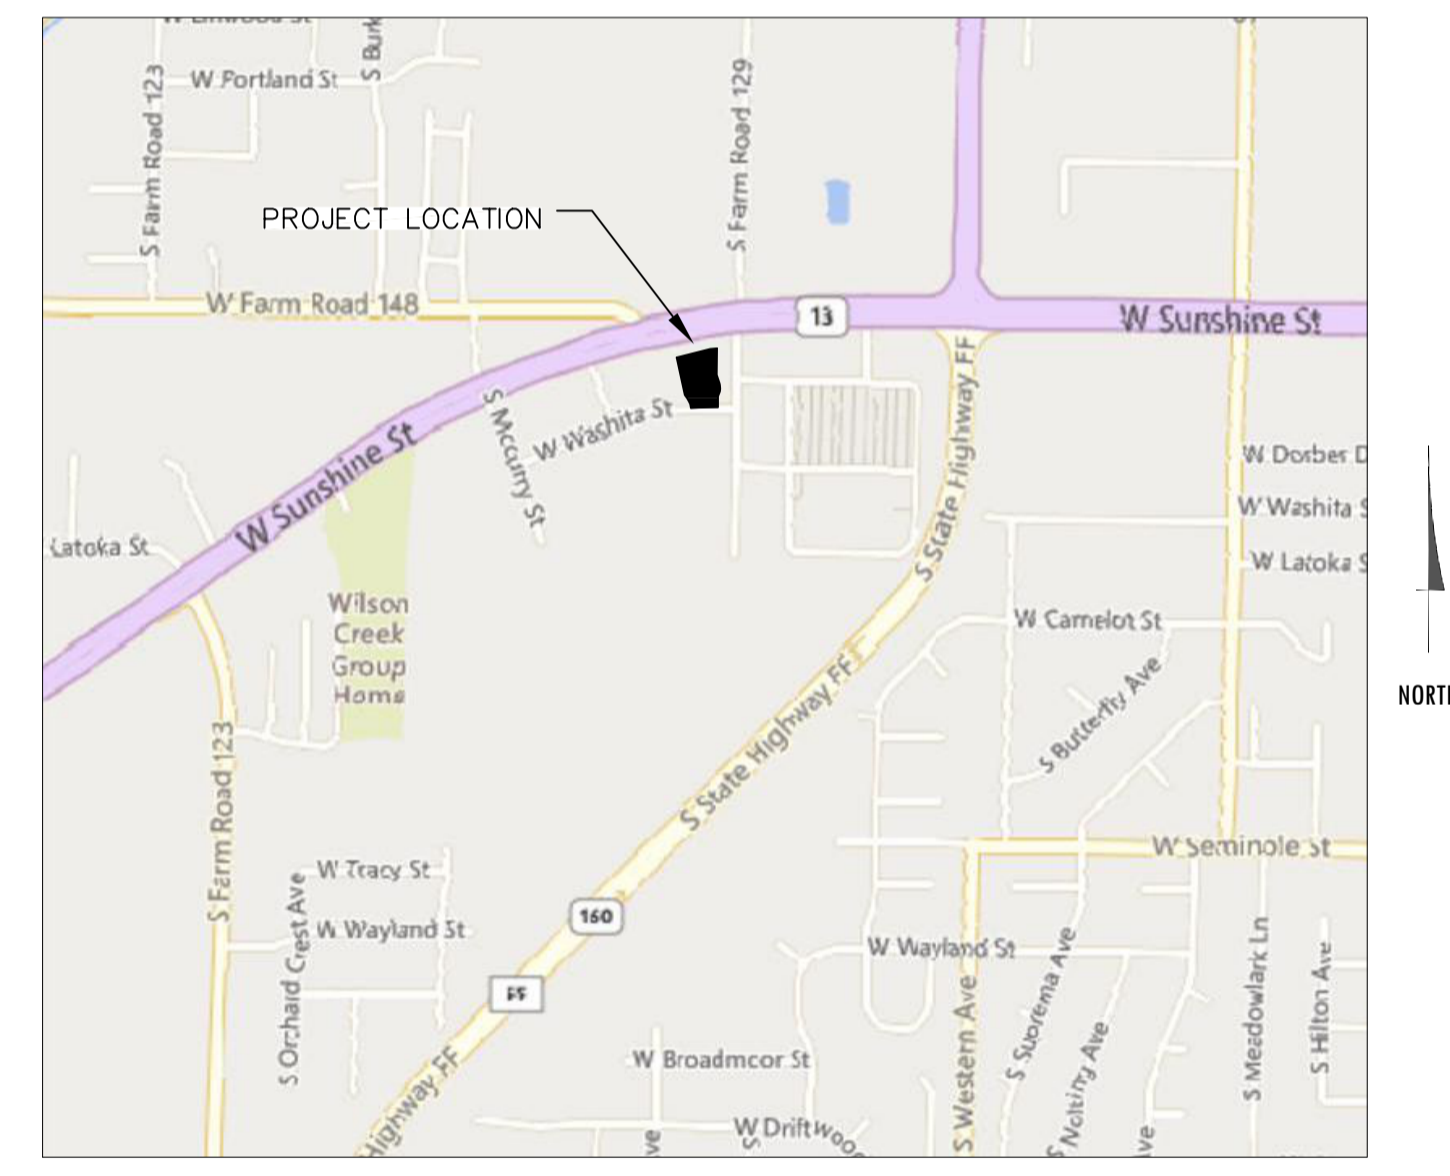 W Portland St
S Farm Road 123
S Farm Road 129
PROJECT LOCATION
W Farm Road 148
13
W Sunshine St
S Mccurry St
W Washita St
W Sunshine St
S State Highway FF
W Washita
W Latoka
Latoka St
Wilson
Creek
Group
Home
W Camelot St
S Butterfly Ave
NORTH
S State Highway FF
S Farm Road 123
W Seminole St
W Tracy St
W Wayland St
S Orchard Crest Ave
160
FF
W Wayland St
S Western Ave
S Suprema Ave
S Nolting Ave
S Meadowlark Ln
S Hilton Ave
W Broadmoor St
Highway FF
W Driftwoo
ve
ve